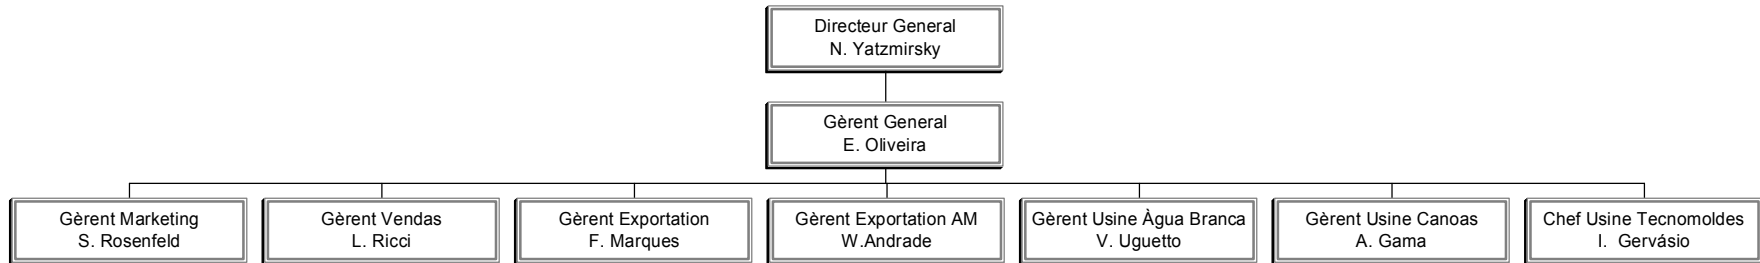 Directeur General
N. Yatzmirsky
Gèrent General
E. Oliveira
Gèrent Marketing
S. Rosenfeld
Gèrent Vendas
L. Ricci
Gèrent Exportation
F. Marques
Gèrent Exportation AM
W.Andrade
Gèrent Usine Àgua Branca
V. Uguetto
Gèrent Usine Canoas
A. Gama
Chef Usine Tecnomoldes
I.  Gervásio